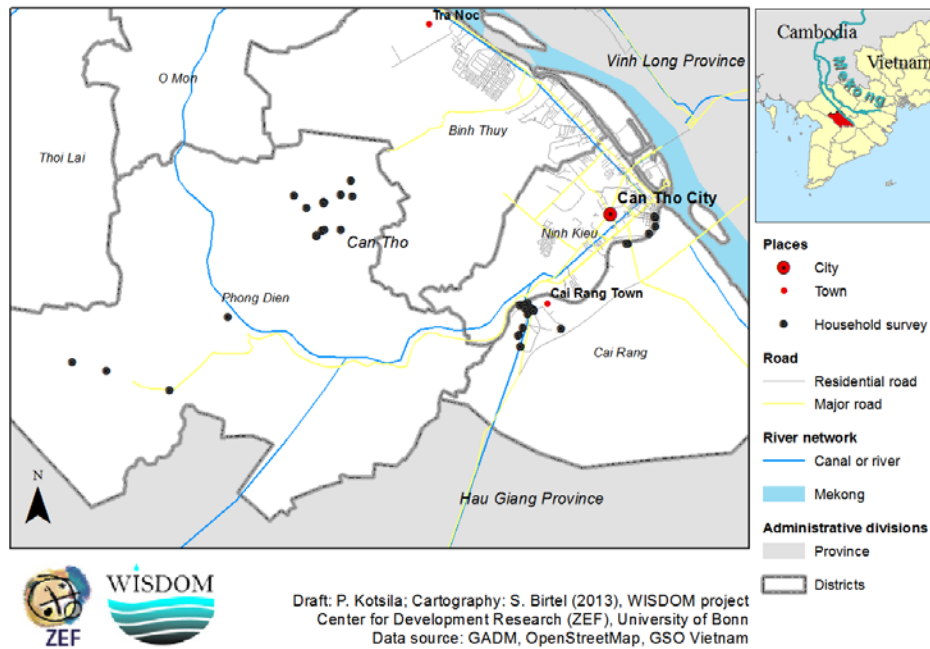 Tra Noc
O Mon
Vinh Long Province
Binh Thuy
Thoi Lai
Can Tho City
Ninh Kieu
Can Tho
Phong Dien
Cai Rang Town
Cai Rang
N
Hau Giang Province
Cambodia
Vietnam
Mekong
Places
City
Town
Household survey
Road
Residential road
Major road
River network
Canal or river
Mekong
Administrative divisions
Province
Districts
ZEF
WISDOM
Draft: P. Kotsila; Cartography: S. Birtel (2013), WISDOM project
Center for Development Research (ZEF), University of Bonn
Data source: GADM, OpenStreetMap, GSO Vietnam